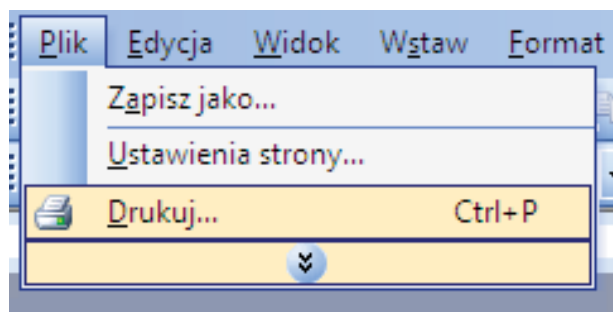 Plik Edycja Widok Wstaw Format
Zapisz jako...
Ustawienia strony...
Drukuj... Ctrl+P